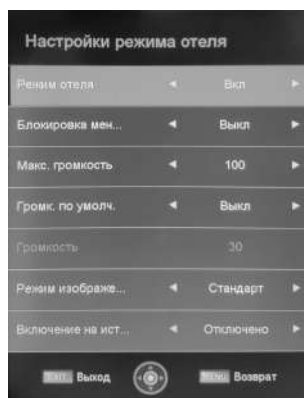 Настройки режима отеля
Режим отеля Вкл
Блокировка мен... Выкл
Макс. громкость 100
Громк. по умолч. Выкл
Громкость 30
Режим изображе... Стандарт
Включение на ист... Отключено
EXIT Выход MENU Возврат